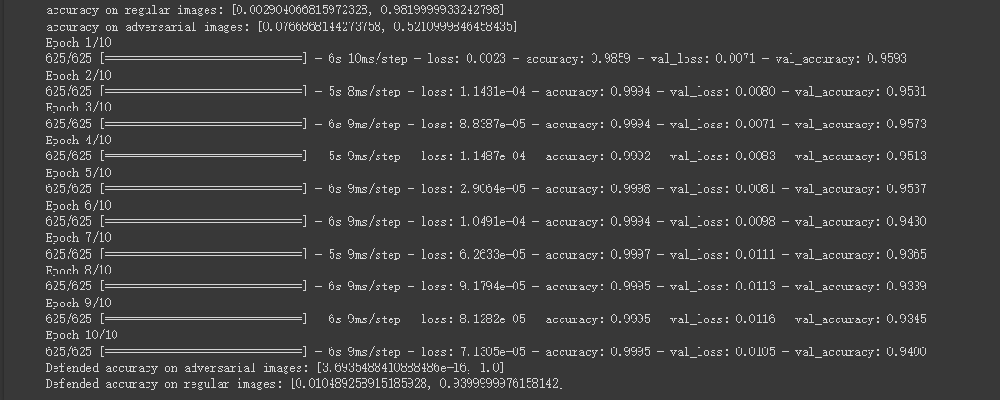 accuracy on regular images: [0.002904066815972328, 0.9819999933242798]
accuracy on adversarial images: [0.0766868144273758, 0.5210999846458435]
Epoch 1/10
625/625 [==============================] - 6s 10ms/step - loss: 0.0023 - accuracy: 0.9859 - val_loss: 0.0071 - val_accuracy: 0.9593
Epoch 2/10
625/625 [==============================] - 5s 8ms/step - loss: 1.1431e-04 - accuracy: 0.9994 - val_loss: 0.0080 - val_accuracy: 0.9531
Epoch 3/10
625/625 [==============================] - 6s 9ms/step - loss: 8.8387e-05 - accuracy: 0.9994 - val_loss: 0.0071 - val_accuracy: 0.9573
Epoch 4/10
625/625 [==============================] - 5s 9ms/step - loss: 1.1487e-04 - accuracy: 0.9992 - val_loss: 0.0083 - val_accuracy: 0.9513
Epoch 5/10
625/625 [==============================] - 6s 9ms/step - loss: 2.9064e-05 - accuracy: 0.9998 - val_loss: 0.0081 - val_accuracy: 0.9537
Epoch 6/10
625/625 [==============================] - 6s 9ms/step - loss: 1.0491e-04 - accuracy: 0.9994 - val_loss: 0.0098 - val_accuracy: 0.9430
Epoch 7/10
625/625 [==============================] - 5s 9ms/step - loss: 6.2633e-05 - accuracy: 0.9997 - val_loss: 0.0111 - val_accuracy: 0.9365
Epoch 8/10
625/625 [==============================] - 6s 9ms/step - loss: 9.1794e-05 - accuracy: 0.9995 - val_loss: 0.0113 - val_accuracy: 0.9339
Epoch 9/10
625/625 [==============================] - 6s 9ms/step - loss: 8.1282e-05 - accuracy: 0.9995 - val_loss: 0.0116 - val_accuracy: 0.9345
Epoch 10/10
625/625 [==============================] - 6s 9ms/step - loss: 7.1305e-05 - accuracy: 0.9995 - val_loss: 0.0105 - val_accuracy: 0.9400
Defended accuracy on adversarial images: [3.6935488410888486e-16, 1.0]
Defended accuracy on regular images: [0.010489258915185928, 0.9399999976158142]